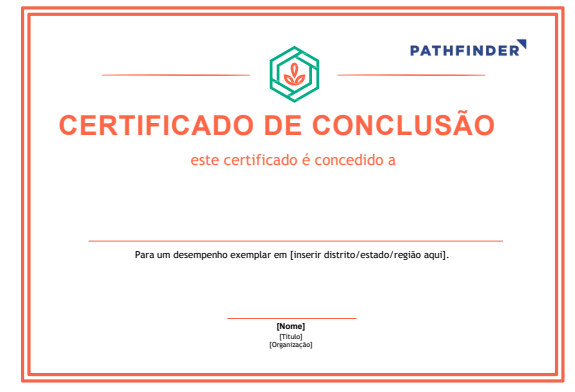 PATHFINDER
CERTIFICADO DE CONCLUSÃO
este certificado é concedido a
Para um desempenho exemplar em [inserir distrito/estado/região aqui].
[Nome]
[Título]
[Organização]